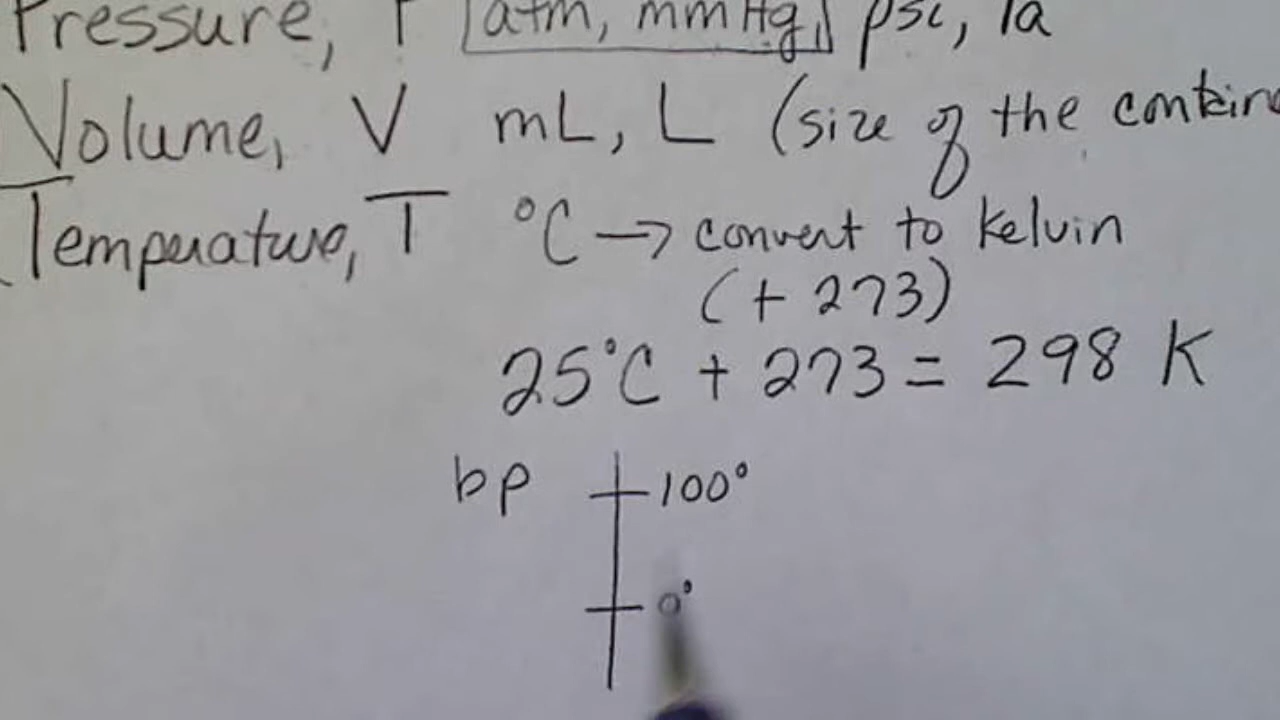 Pressure, P atm, mmHg, psi, Pa
Volume, V mL, L (size of the
Temperature, T °C → convert to Kelvin
(+ 273)
25°C + 273 = 298 K
bp 100°
0°